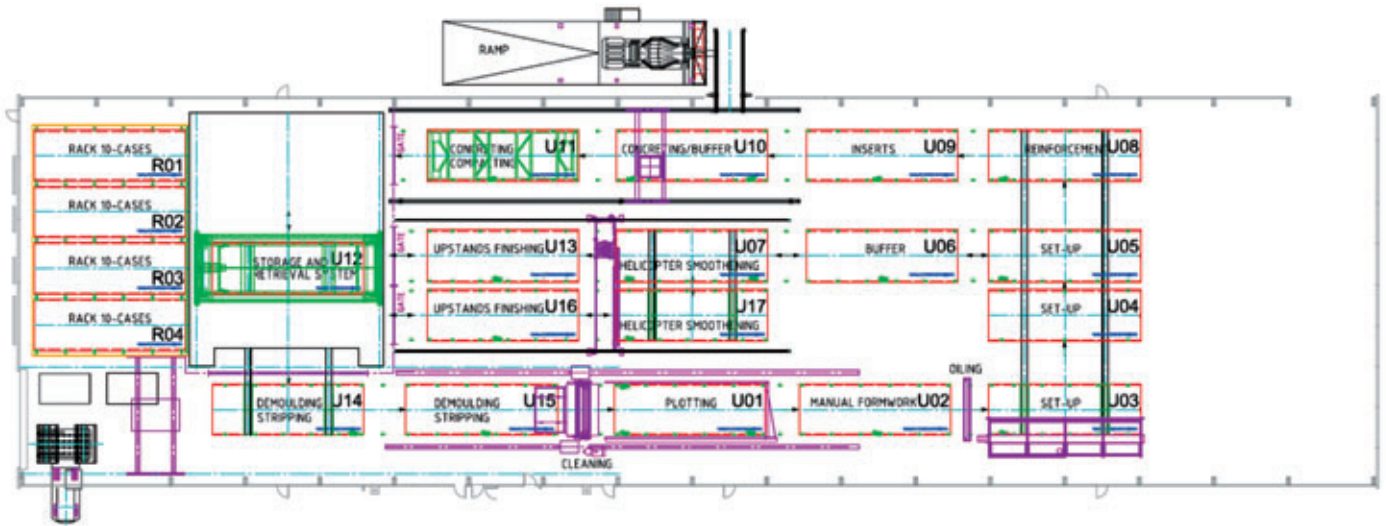 RAMP
RACK 10-CASES
R01
GATE
CONCRETING
COMPACTING
U11
CONCRETING/BUFFER U10
INSERTS U09
REINFORCEMENT U08
RACK 10-CASES
R02
RACK 10-CASES
R03
STORAGE AND
RETRIEVAL SYSTEM
U12
GATE
UPSTANDS FINISHING U13
U07
HELICOPTER SMOOTHENING
BUFFER U06
SET-UP U05
RACK 10-CASES
R04
UPSTANDS FINISHING U16
U17
HELICOPTER SMOOTHENING
SET-UP U04
OILING
DEMOULDING
STRIPPING
U14
DEMOULDING
STRIPPING
U15
PLOTTING U01
MANUAL FORMWORK U02
SET-UP U03
CLEANING